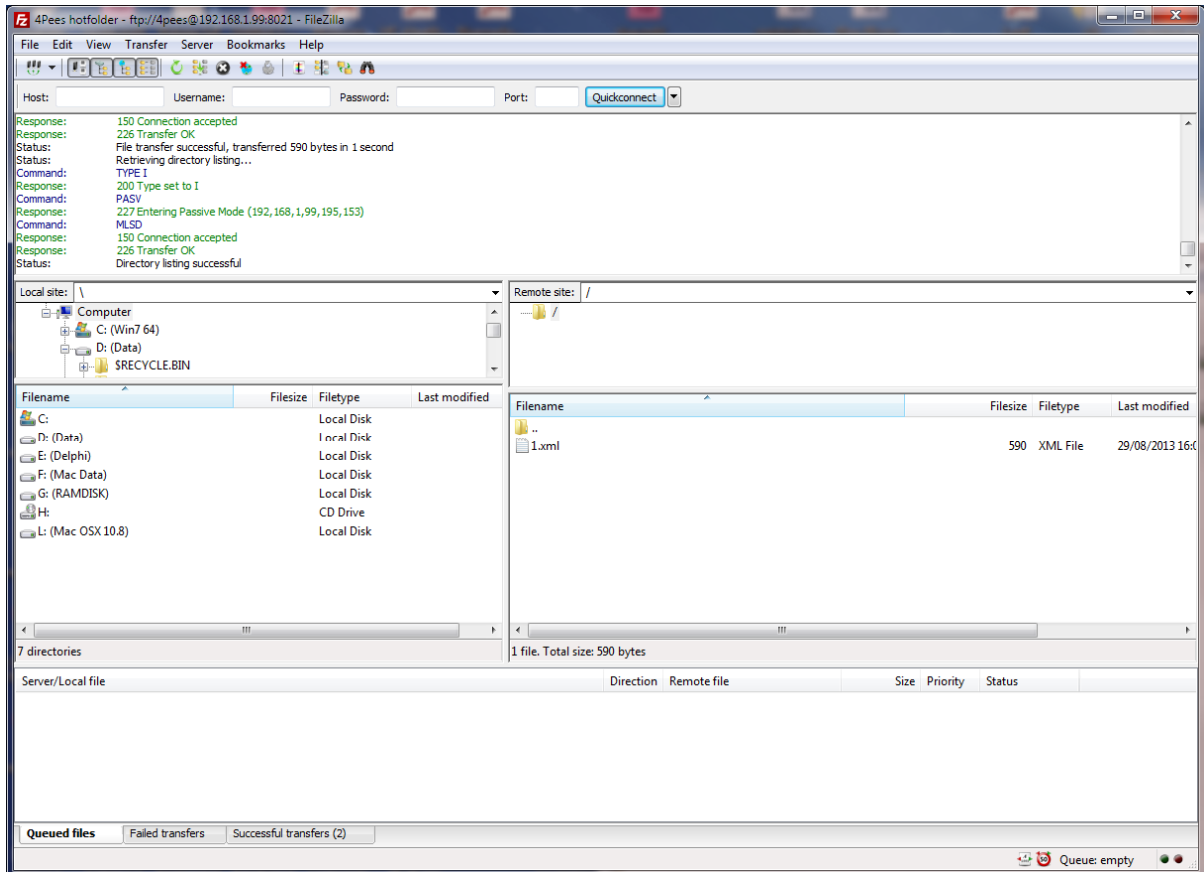 4Pees hotfolder - ftp://4pees@192.168.1.99:8021 - FileZilla
File Edit View Transfer Server Bookmarks Help
Host: Username: Password: Port: Quickconnect
Response: 150 Connection accepted
Response: 226 Transfer OK
Status: File transfer successful, transferred 590 bytes in 1 second
Status: Retrieving directory listing...
Command: TYPE I
Response: 200 Type set to I
Command: PASV
Response: 227 Entering Passive Mode (192,168,1,99,195,153)
Command: MLSD
Response: 150 Connection accepted
Response: 226 Transfer OK
Status: Directory listing successful
Local site: \
Computer
C: (Win7 64)
D: (Data)
$RECYCLE.BIN
Filename Filesize Filetype Last modified
C: Local Disk
D: (Data) Local Disk
E: (Delphi) Local Disk
F: (Mac Data) Local Disk
G: (RAMDISK) Local Disk
H: CD Drive
L: (Mac OSX 10.8) Local Disk
7 directories
Remote site: /
/
Filename Filesize Filetype Last modified
..
1.xml 590 XML File 29/08/2013 16:0
1 file. Total size: 590 bytes
Server/Local file Direction Remote file Size Priority Status
Queued files Failed transfers Successful transfers (2)
Queue: empty